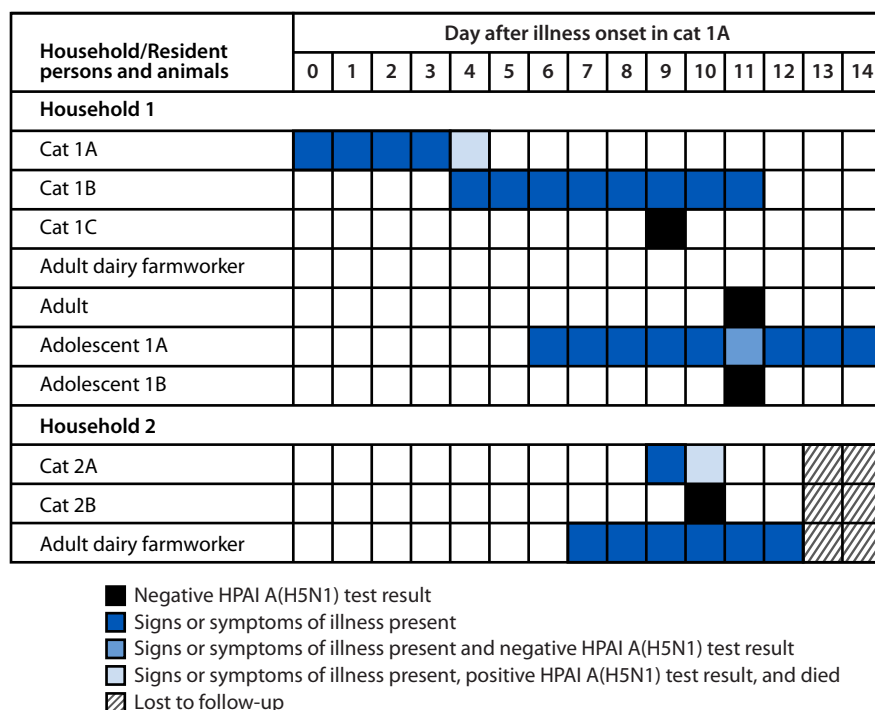 Household/Resident
persons and animals
Day after illness onset in cat 1A
0 1 2 3 4 5 6 7 8 9 10 11 12 13 14
Household 1
Cat 1A
Cat 1B
Cat 1C
Adult dairy farmworker
Adult
Adolescent 1A
Adolescent 1B
Household 2
Cat 2A
Cat 2B
Adult dairy farmworker
Negative HPAI A(H5N1) test result
Signs or symptoms of illness present
Signs or symptoms of illness present and negative HPAI A(H5N1) test result
Signs or symptoms of illness present, positive HPAI A(H5N1) test result, and died
Lost to follow-up